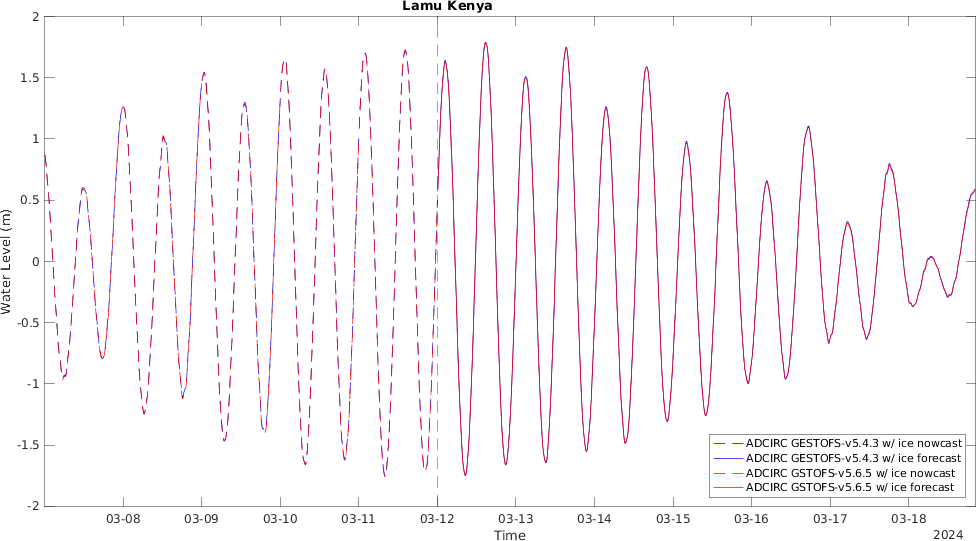 Lamu Kenya
2
1.5
1
0.5
0
-0.5
-1
-1.5
-2
Water Level (m)
ADCIRC GESTOFS-v5.4.3 w/ ice nowcast
ADCIRC GESTOFS-v5.4.3 w/ ice forecast
ADCIRC GSTOFS-v5.6.5 w/ ice nowcast
ADCIRC GSTOFS-v5.6.5 w/ ice forecast
03-08 03-09 03-10 03-11 03-12 03-13 03-14 03-15 03-16 03-17 03-18
Time
2024